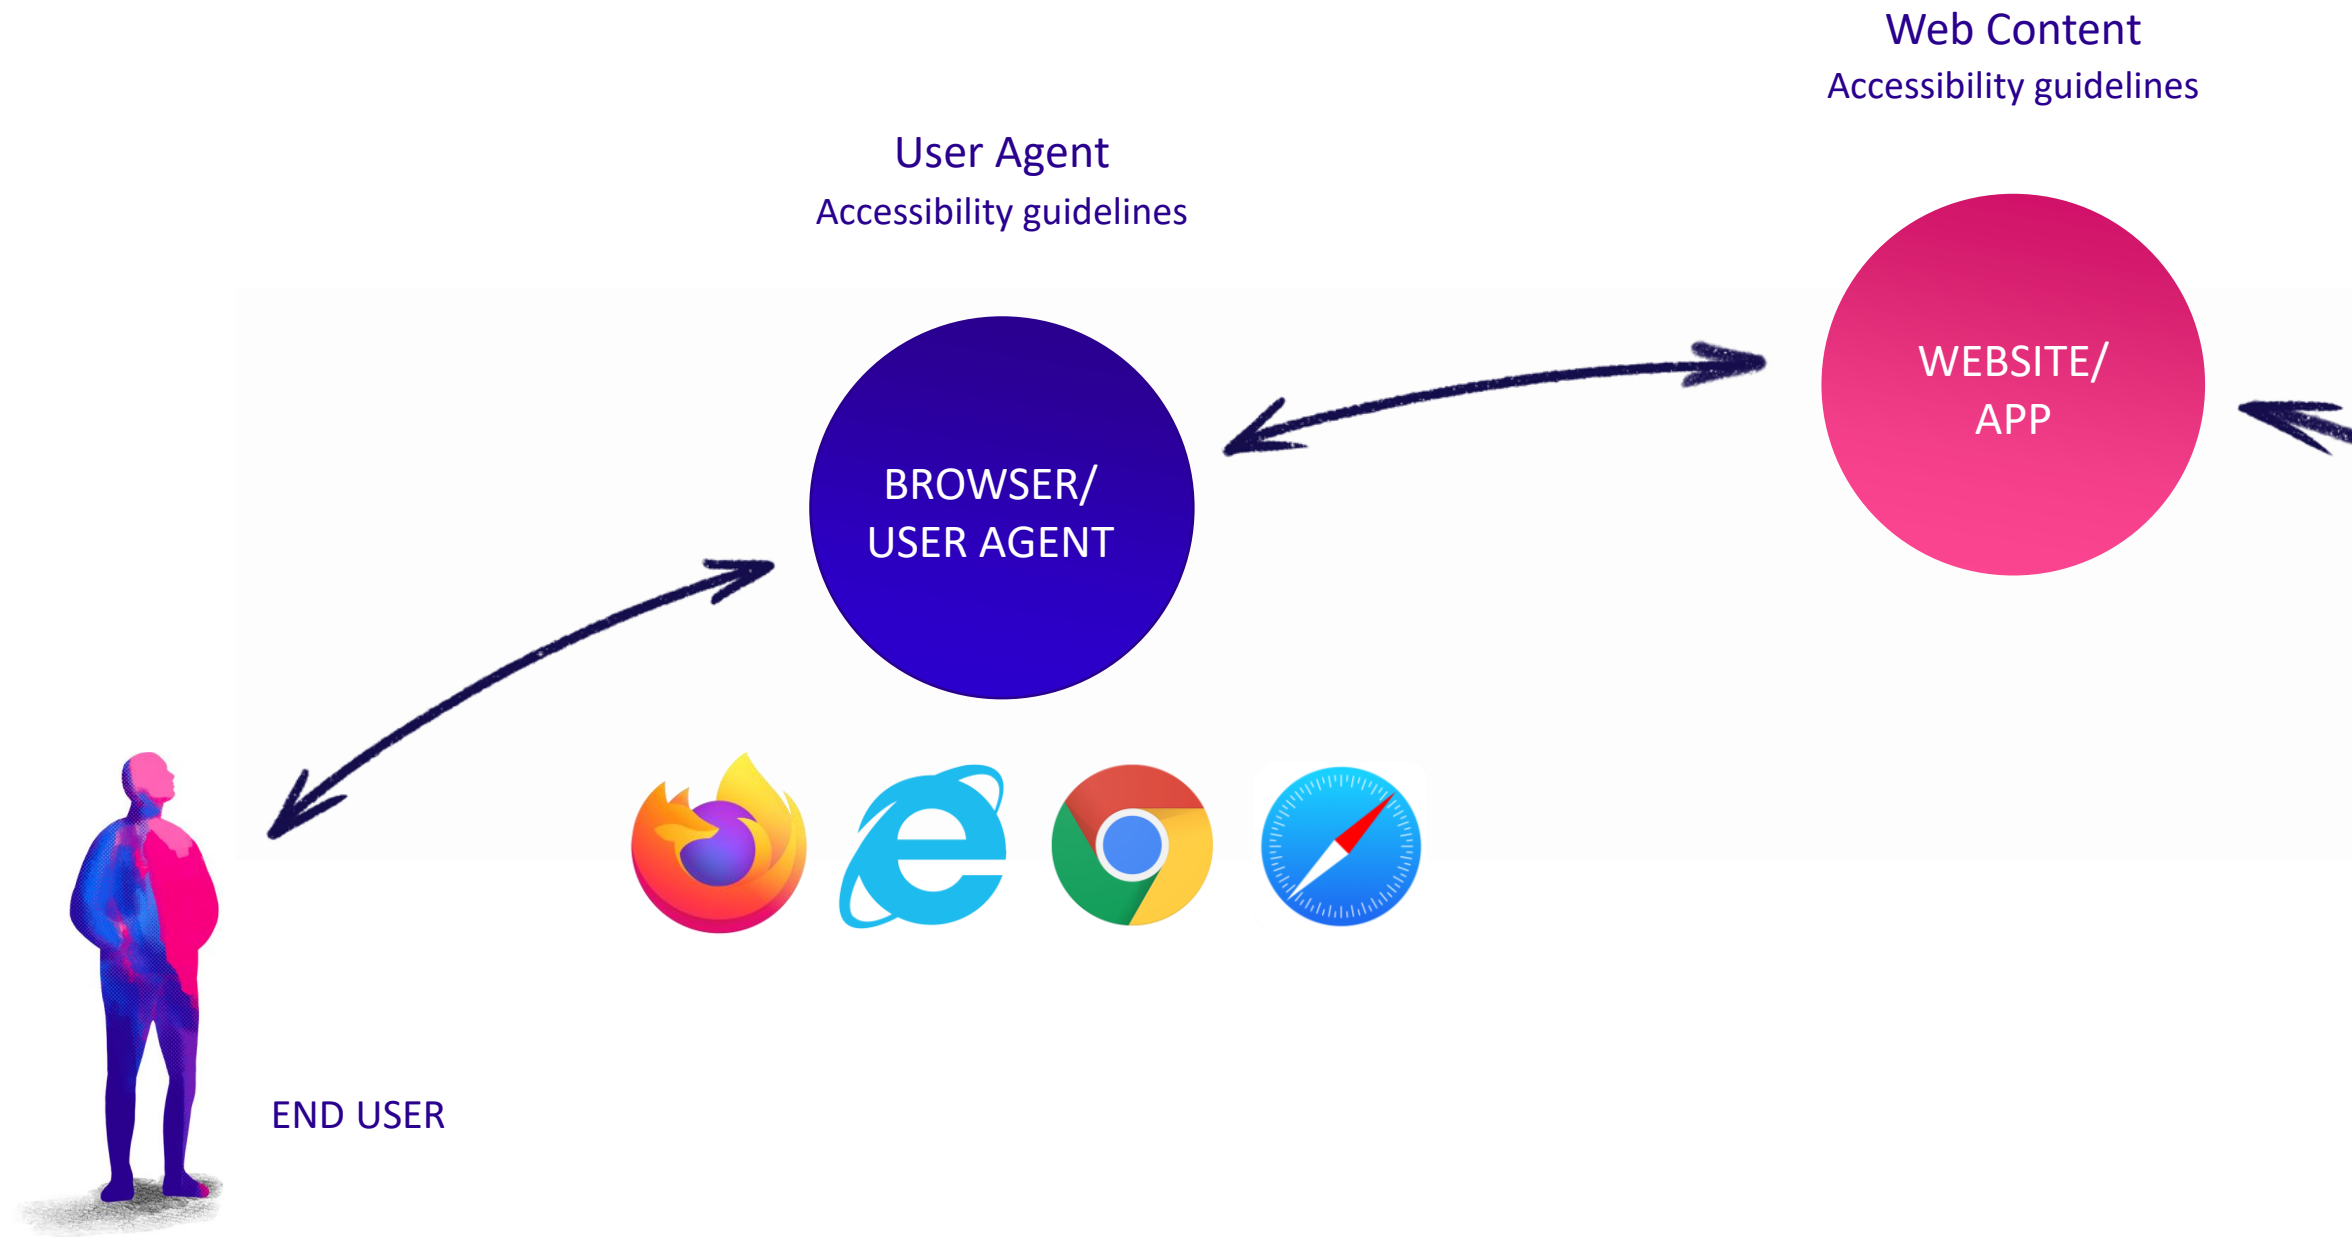 Web Content
Accessibility guidelines
User Agent
Accessibility guidelines
WEBSITE/
APP
BROWSER/
USER AGENT
END USER